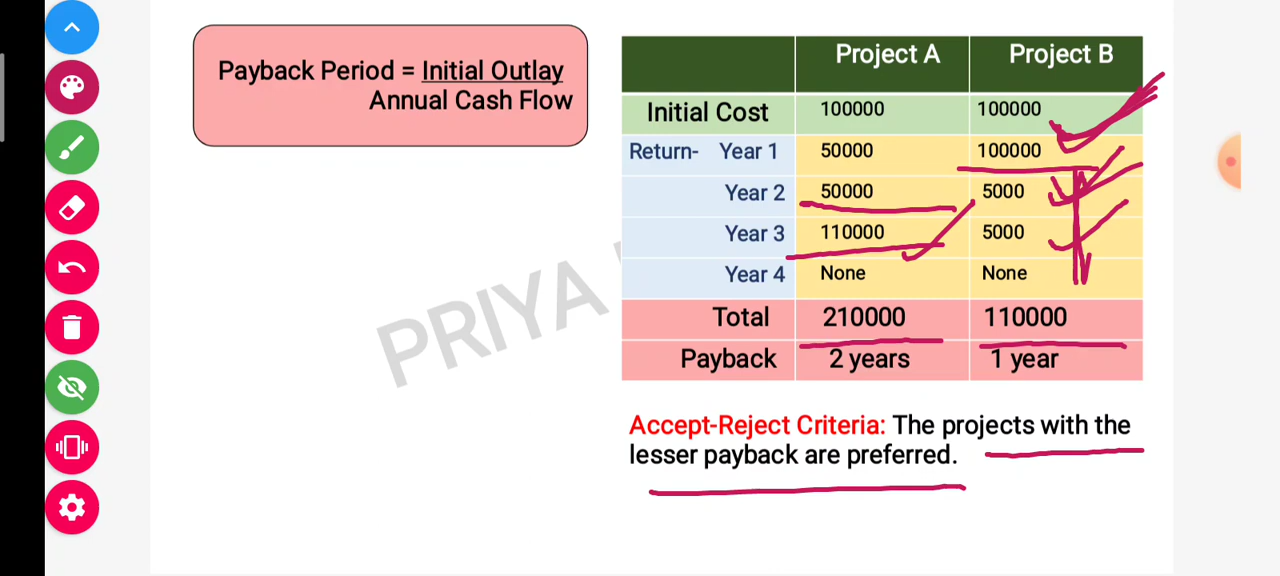 Payback Period = Initial Outlay
Annual Cash Flow
Project A Project B
Initial Cost 100000 100000
Return- Year 1 50000 100000
Year 2 50000 5000
Year 3 110000 5000
Year 4 None None
Total 210000 110000
Payback 2 years 1 year
PRIYA
Accept-Reject Criteria: The projects with the
lesser payback are preferred.